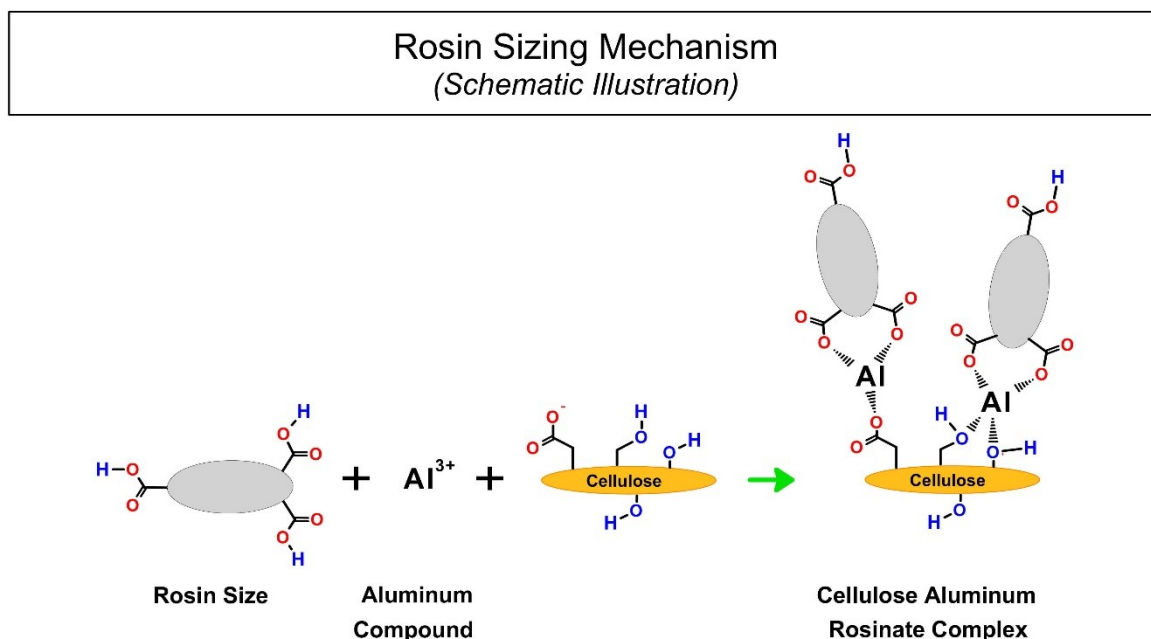 Rosin Sizing Mechanism
(Schematic Illustration)
H
O
O
H
O
O
O
O
O
O
Al
O
O
O
O
Al
H
O
O
H
O
O
H
O
O
O
O
H
O⁻
O
H
O
O
H
Cellulose
H
O
+
Al³⁺
+
O
O
H
O
O
H
Cellulose
H
O
Rosin Size
Aluminum
Compound
Cellulose Aluminum
Rosinate Complex